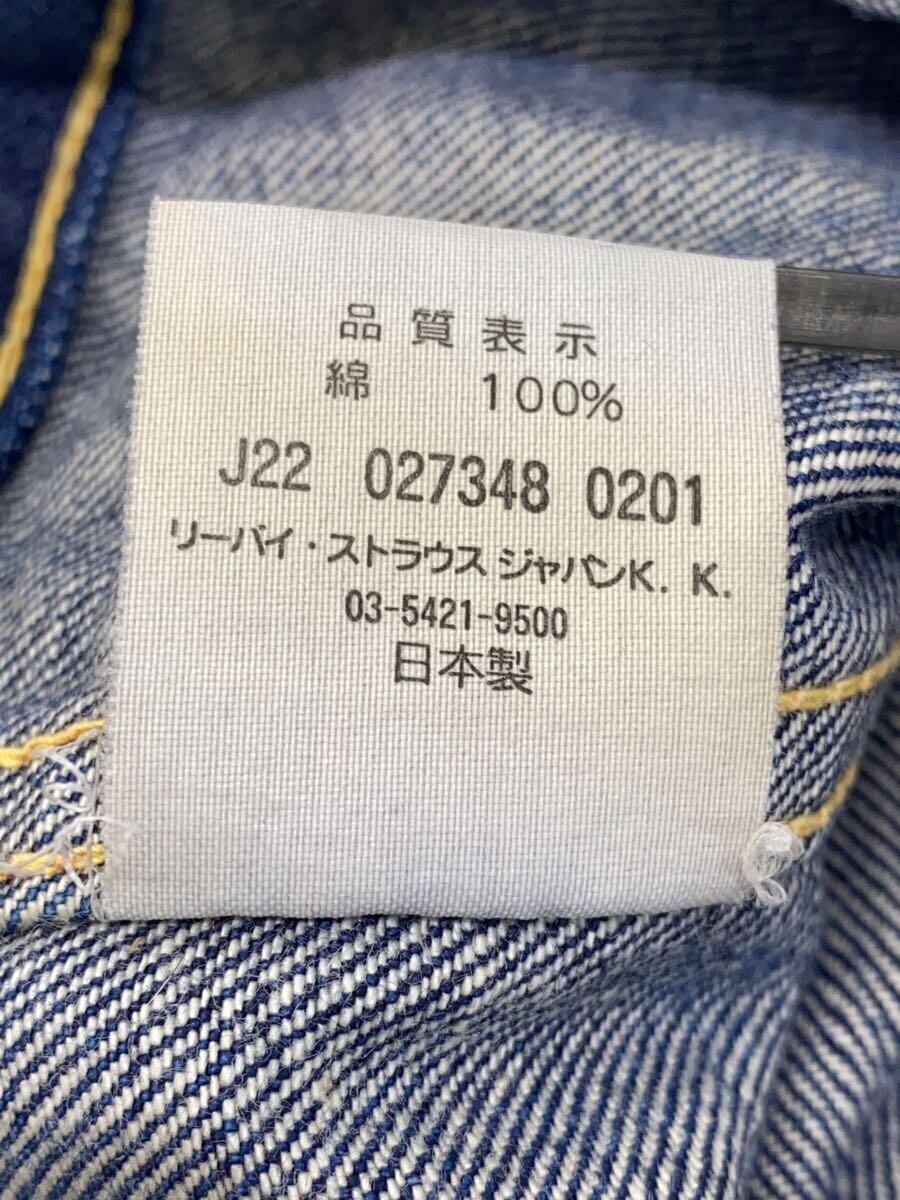 品質表示
綿 100%
J22 027348 0201
リーバイ・ストラウス ジャパンK. K.
03-5421-9500
日本製